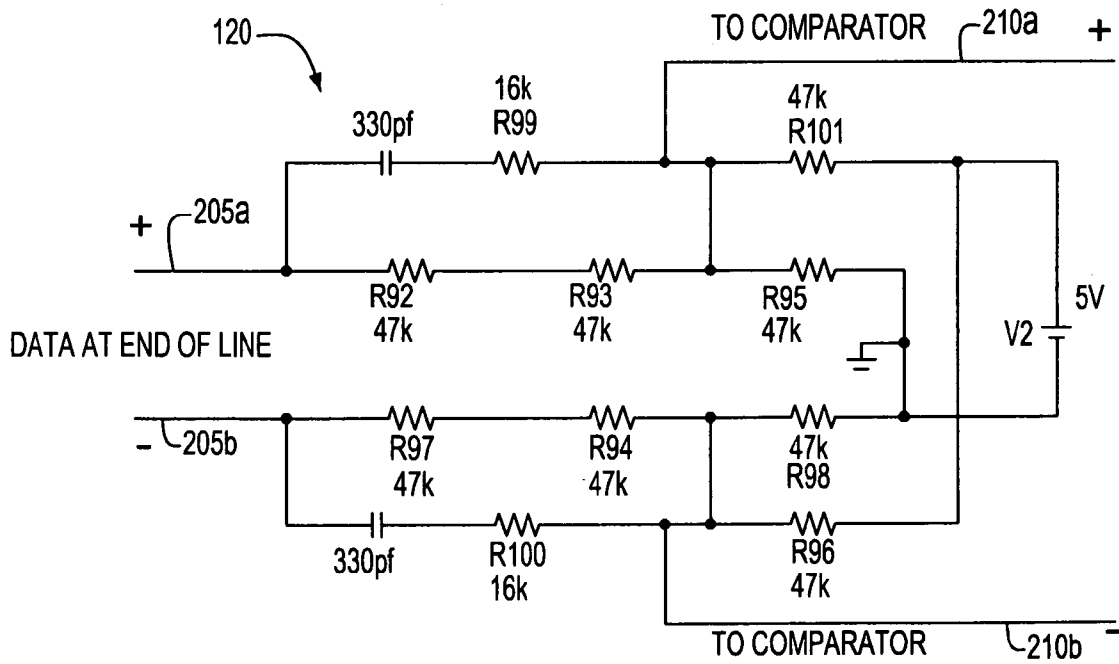 120
TO COMPARATOR
210a
+
16k
R99
47k
R101
330pf
+
205a
R92
47k
R93
47k
R95
47k
5V
V2
DATA AT END OF LINE
-
205b
R97
47k
R94
47k
47k
R98
330pf
R100
16k
R96
47k
TO COMPARATOR
210b
-